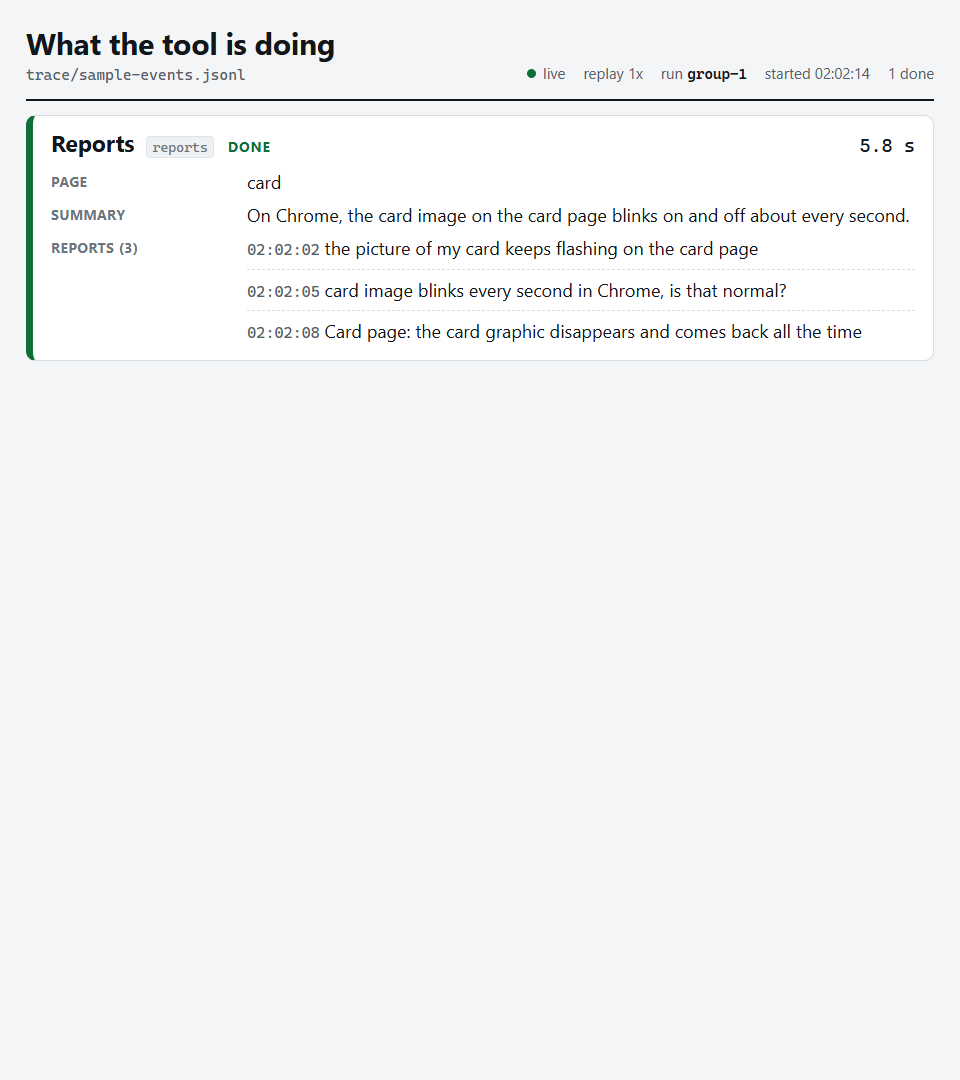 What the tool is doing
trace/sample-events.jsonl
live replay 1x run group-1 started 02:02:14 1 done
Reports reports DONE 5.8 s
PAGE card
SUMMARY On Chrome, the card image on the card page blinks on and off about every second.
REPORTS (3) 02:02:02 the picture of my card keeps flashing on the card page
02:02:05 card image blinks every second in Chrome, is that normal?
02:02:08 Card page: the card graphic disappears and comes back all the time